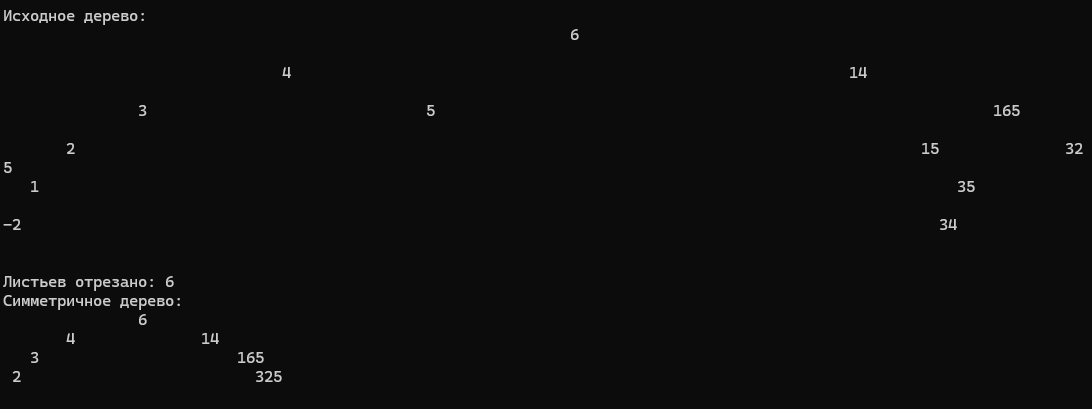 Исходное дерево:
6
4 14
3 5 165
2 15 32
5
1 35
-2 34
Листьев отрезано: 6
Симметричное дерево:
6
4 14
3 165
2 325